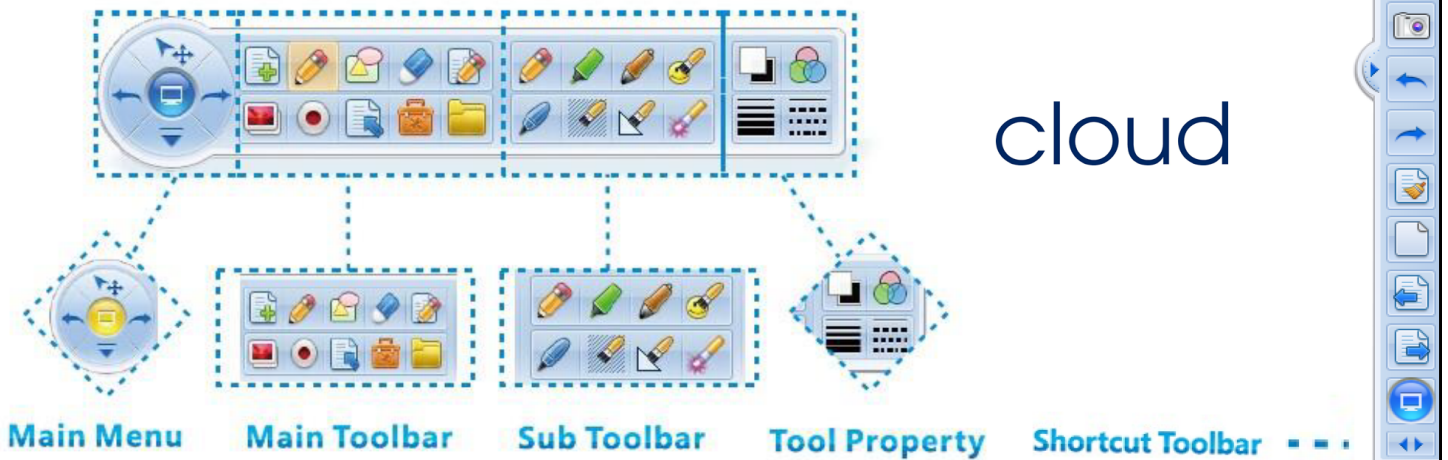 cloud
Main Menu
Main Toolbar
Sub Toolbar
Tool Property
Shortcut Toolbar